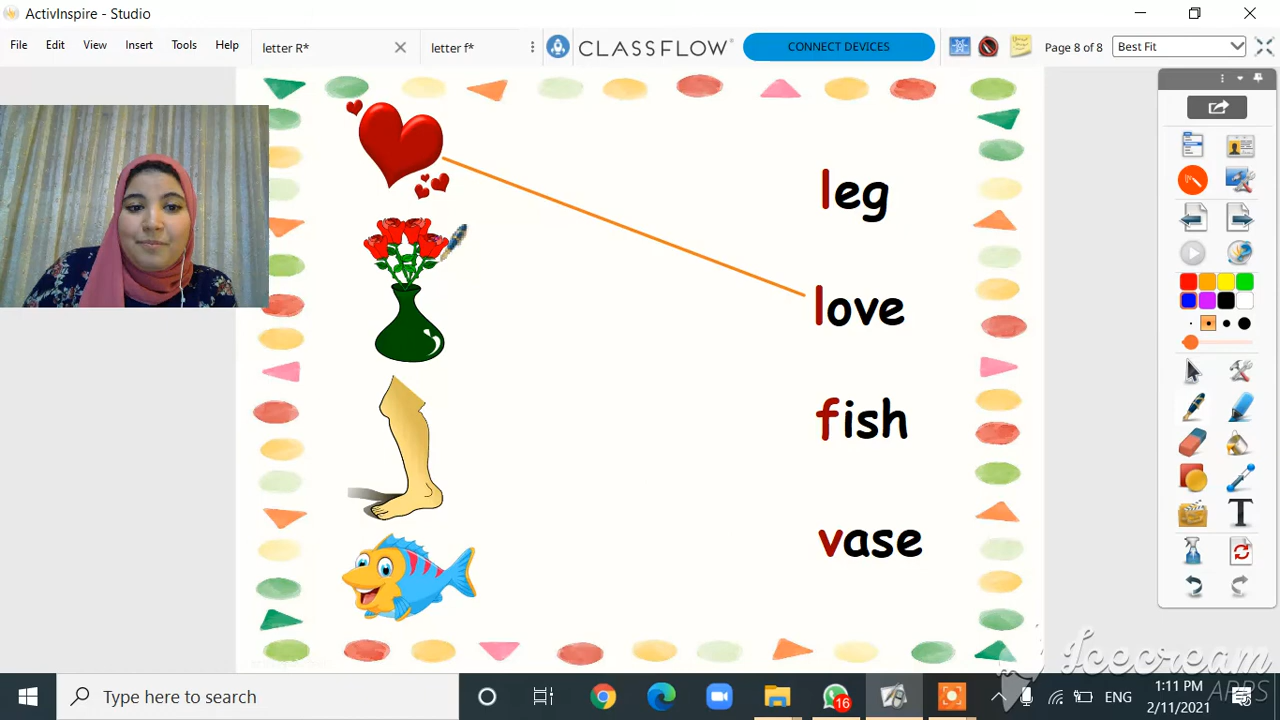 ActivInspire - Studio
File Edit View Insert Tools Help
letter R* letter f*
CLASSFLOW
CONNECT DEVICES
Page 8 of 8 Best Fit
leg
love
fish
vase
T
Icecream
APPS
Type here to search
16
ENG
1:11 PM
2/11/2021